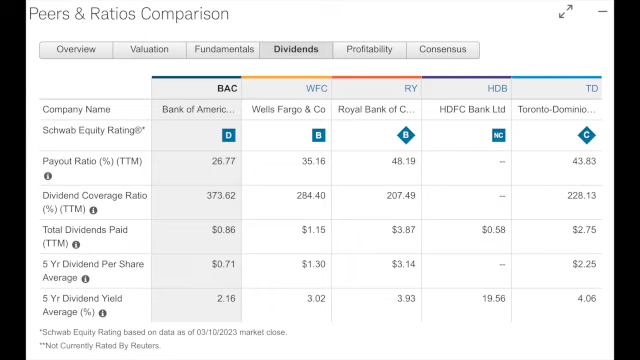 Peers & Ratios Comparison
Overview Valuation Fundamentals Dividends Profitability Consensus
BAC WFC RY HDB TD
Company Name Bank of Americ... Wells Fargo & Co Royal Bank of C... HDFC Bank Ltd Toronto-Dominio...
Schwab Equity Rating®* D B B NC C
Payout Ratio (%) (TTM) 26.77 35.16 48.19 -- 43.83
Dividend Coverage Ratio 373.62 284.40 207.49 -- 228.13
(%) (TTM)
Total Dividends Paid $0.86 $1.15 $3.87 $0.58 $2.75
(TTM)
5 Yr Dividend Per Share $0.71 $1.30 $3.14 $2.25
Average
5 Yr Dividend Yield 2.16 3.02 3.93 19.56 4.06
Average (%)
*Schwab Equity Rating based on data as of 03/10/2023 market close.
**Not Currently Rated By Reuters.